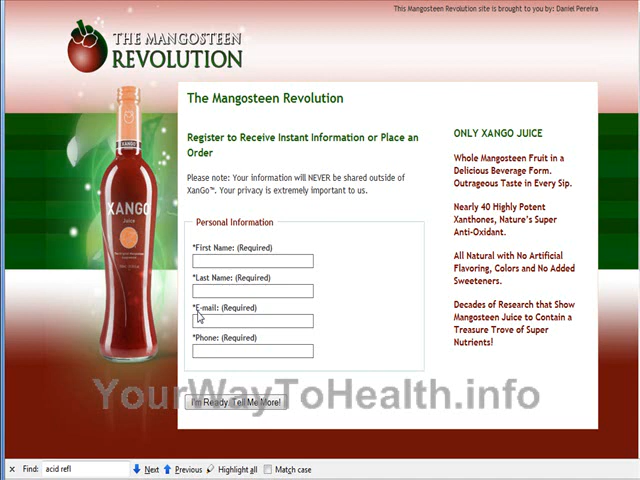 This Mangosteen Revolution site is brought to you by: Daniel Pereira
THE MANGOSTEEN
REVOLUTION
The Mangosteen Revolution
Register to Receive Instant Information or Place an
Order
Please note: Your information will NEVER be shared outside of
XanGo™. Your privacy is extremely important to us.
Personal Information
*First Name: (Required)
*Last Name: (Required)
*E-mail: (Required)
*Phone: (Required)
I'm Ready. Tell Me More!
ONLY XANGO JUICE
Whole Mangosteen Fruit in a
Delicious Beverage Form.
Outrageous Taste in Every Sip.
Nearly 40 Highly Potent
Xanthones, Nature's Super
Anti-Oxidant.
All Natural with No Artificial
Flavoring, Colors and No Added
Sweeteners.
Decades of Research that Show
Mangosteen Juice to Contain a
Treasure Trove of Super
Nutrients!
XANGO
XANGO
Juice
YourWayToHealth.info
Find: acid refl Next Previous Highlight all Match case